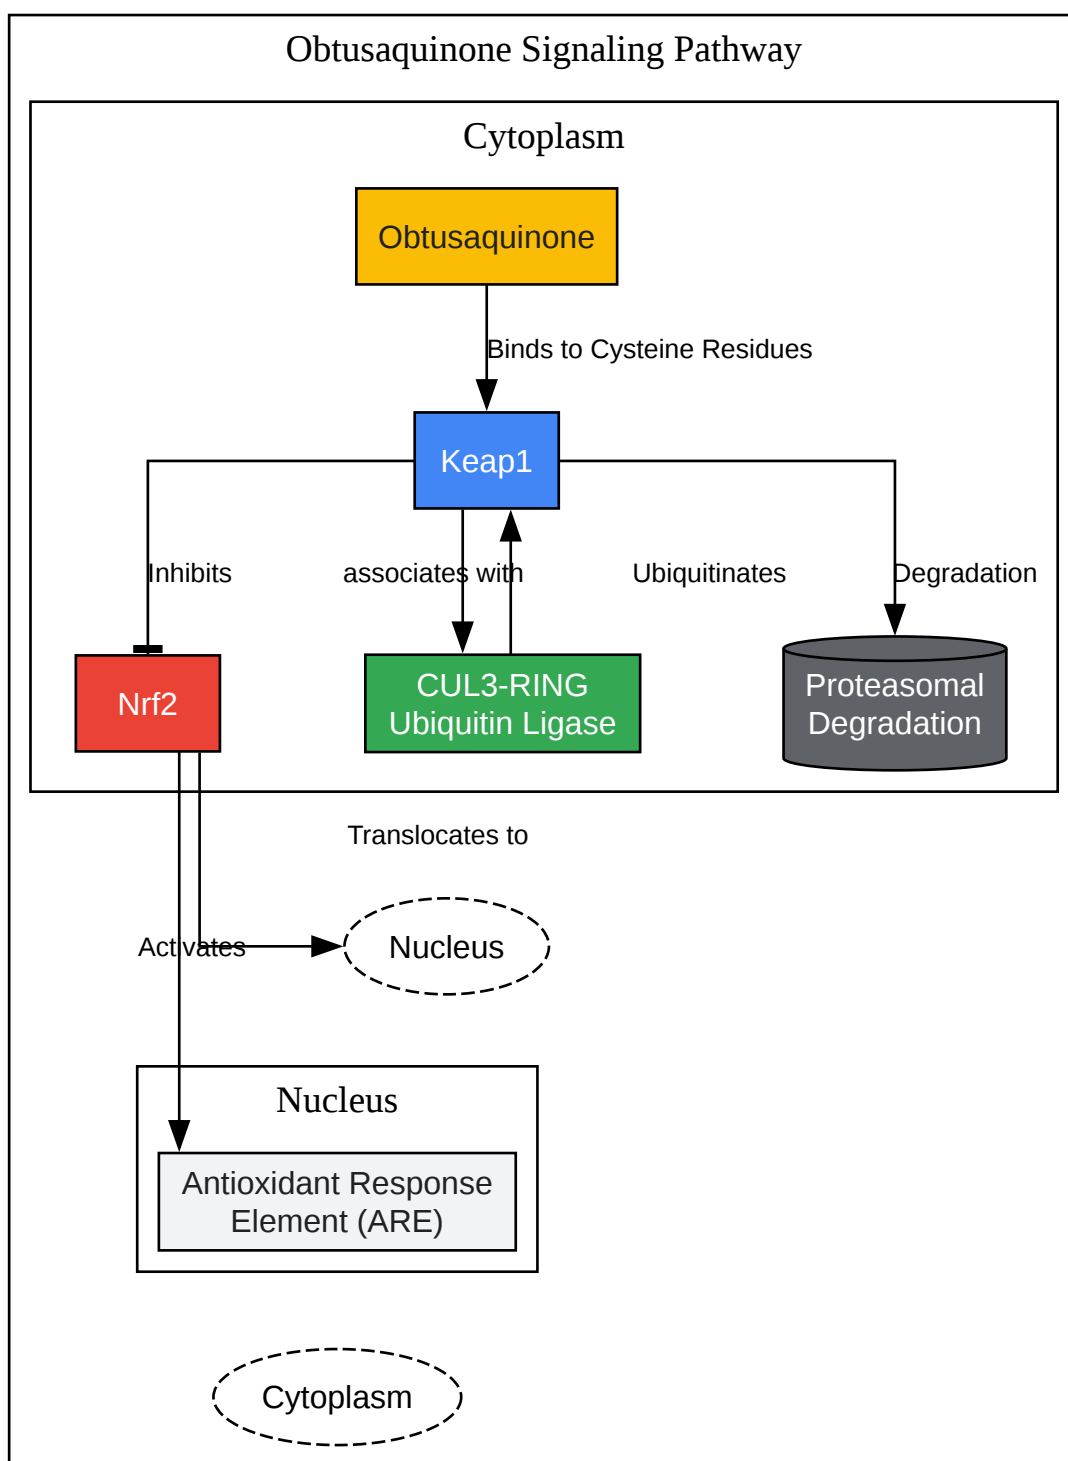 Obtusaquinone Signaling Pathway
Cytoplasm
Obtusaquinone
Binds to Cysteine Residues
Keap1
Inhibits
associates with
Ubiquitinates
Degradation
Nrf2
CUL3-RING
Ubiquitin Ligase
Proteasomal
Degradation
Translocates to
Activates
Nucleus
Nucleus
Antioxidant Response
Element (ARE)
Cytoplasm